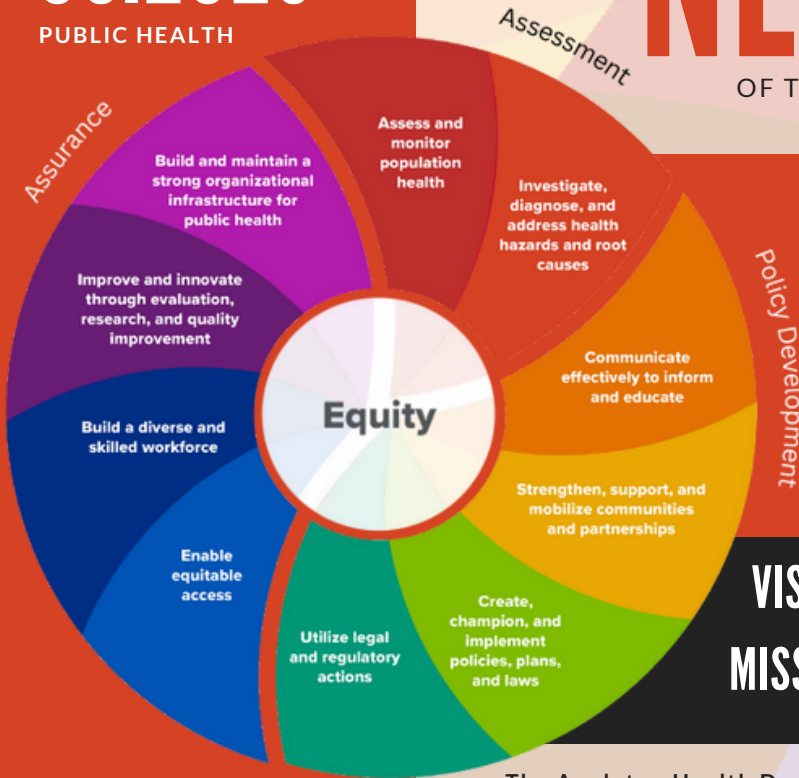 PUBLIC HEALTH
OF T
Assessment
Assurance
Policy Development
Assess and
monitor
population
health
Investigate,
diagnose, and
address health
hazards and root
causes
Communicate
effectively to inform
and educate
Strengthen, support, and
mobilize communities
and partnerships
Create,
champion, and
implement
policies, plans,
and laws
Utilize legal
and regulatory
actions
Enable
equitable
access
Build a diverse and
skilled workforce
Improve and innovate
through evaluation,
research, and quality
improvement
Build and maintain a
strong organizational
infrastructure for
public health
Equity
VIS
MISS